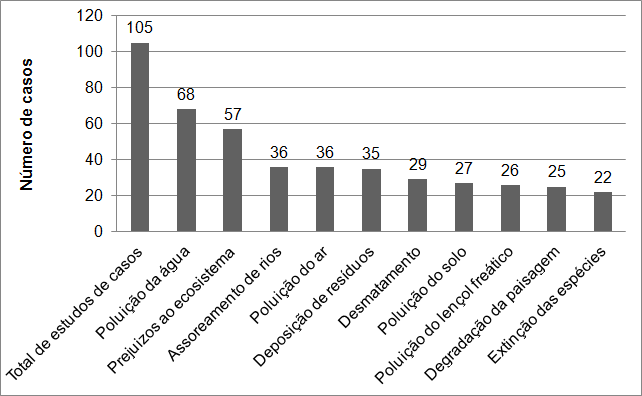 Número de casos
120
100
80
60
40
20
0
105
68
57
36
36
35
29
27
26
25
22
Total de estudos de casos
Poluição da água
Prejuizos ao ecosistema
Assoreamento de rios
Poluição do ar
Deposição de resíduos
Desmatamento
Poluição do solo
Poluição do lençol freático
Degradação da paisagem
Extinção das espécies